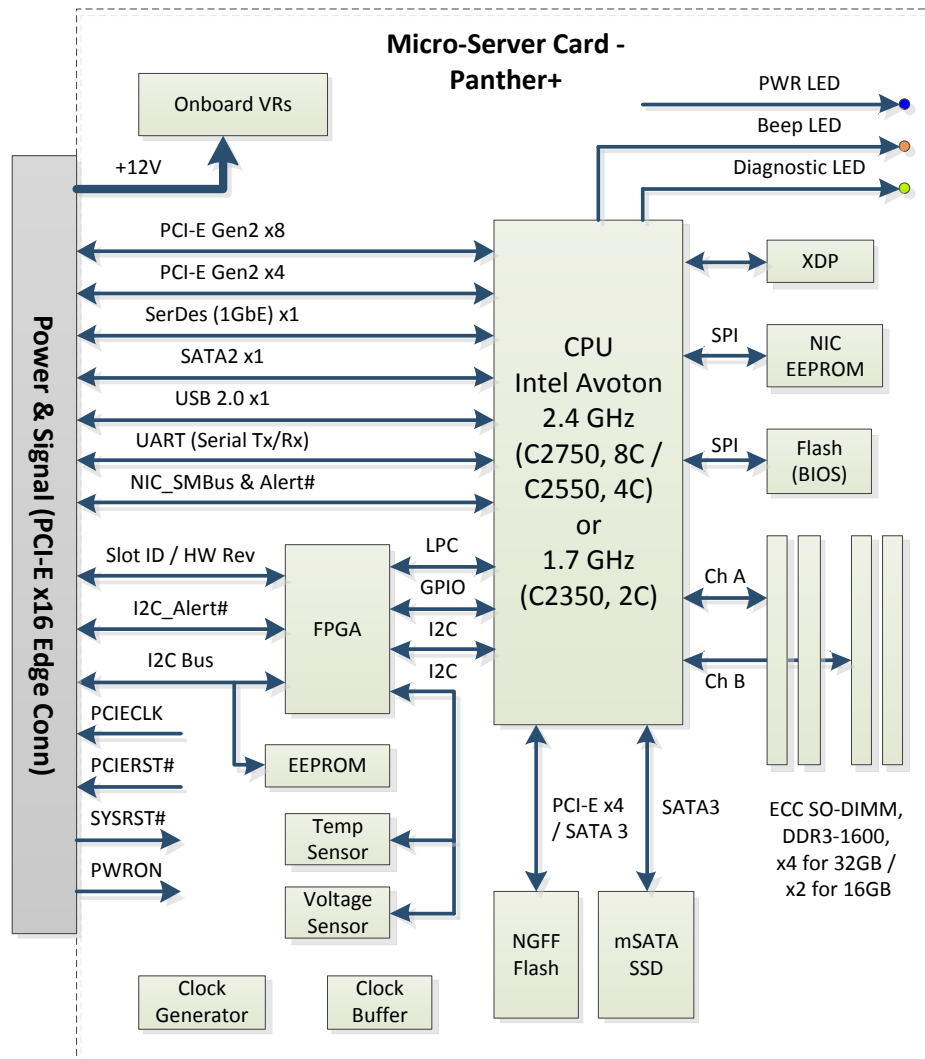 Micro-Server Card -
Panther+
Onboard VRs
PWR LED
Beep LED
Diagnostic LED
+12V
Power & Signal (PCI-E x16 Edge Conn)
PCI-E Gen2 x8
PCI-E Gen2 x4
SerDes (1GbE) x1
SATA2 x1
USB 2.0 x1
UART (Serial Tx/Rx)
NIC_SMBus & Alert#
CPU
Intel Avoton
2.4 GHz
(C2750, 8C /
C2550, 4C)
or
1.7 GHz
(C2350, 2C)
XDP
SPI
NIC
EEPROM
SPI
Flash
(BIOS)
Slot ID / HW Rev
I2C_Alert#
I2C Bus
FPGA
LPC
GPIO
I2C
I2C
Ch A
Ch B
PCIECLK
PCIERST#
SYSRST#
PWRON
EEPROM
Temp
Sensor
Voltage
Sensor
PCI-E x4
/ SATA 3
SATA3
ECC SO-DIMM,
DDR3-1600,
x4 for 32GB /
x2 for 16GB
NGFF
Flash
mSATA
SSD
Clock
Generator
Clock
Buffer